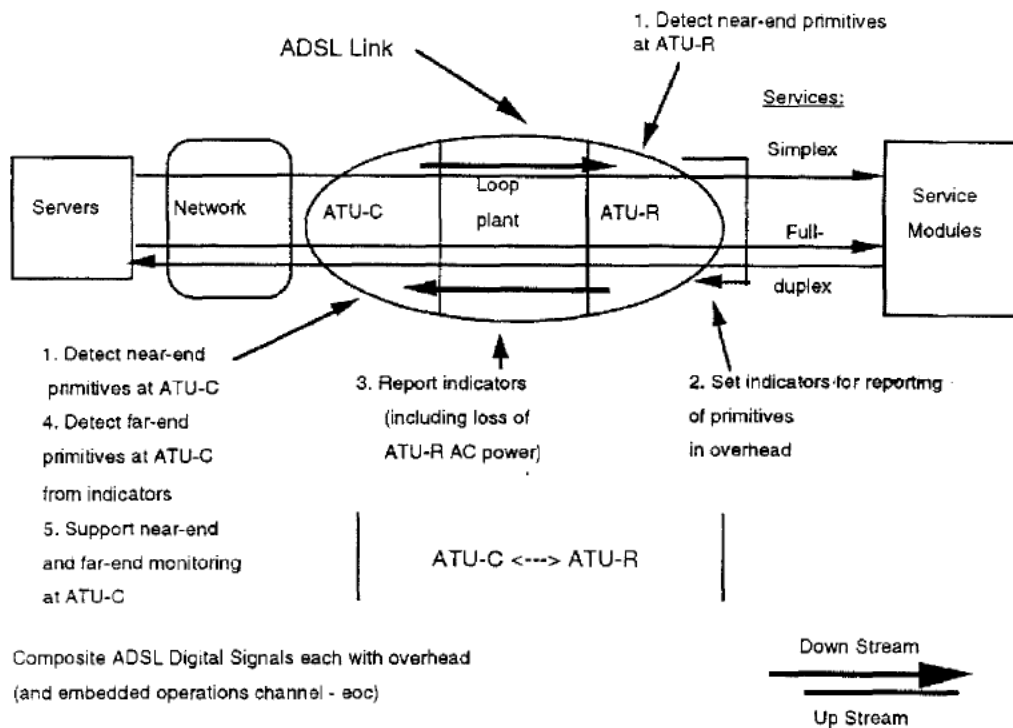 1. Detect near-end primitives
at ATU-R
ADSL Link
Services:
Simplex
Servers
Network
ATU-C
Loop
plant
ATU-R
Service
Modules
Full-
duplex
1. Detect near-end
primitives at ATU-C
4. Detect far-end
primitives at ATU-C
from indicators
5. Support near-end
and far-end monitoring
at ATU-C
3. Report indicators
(including loss of
ATU-R AC power)
2. Set indicators for reporting
of primitives
in overhead
ATU-C <---> ATU-R
Composite ADSL Digital Signals each with overhead
(and embedded operations channel - eoc)
Down Stream
Up Stream